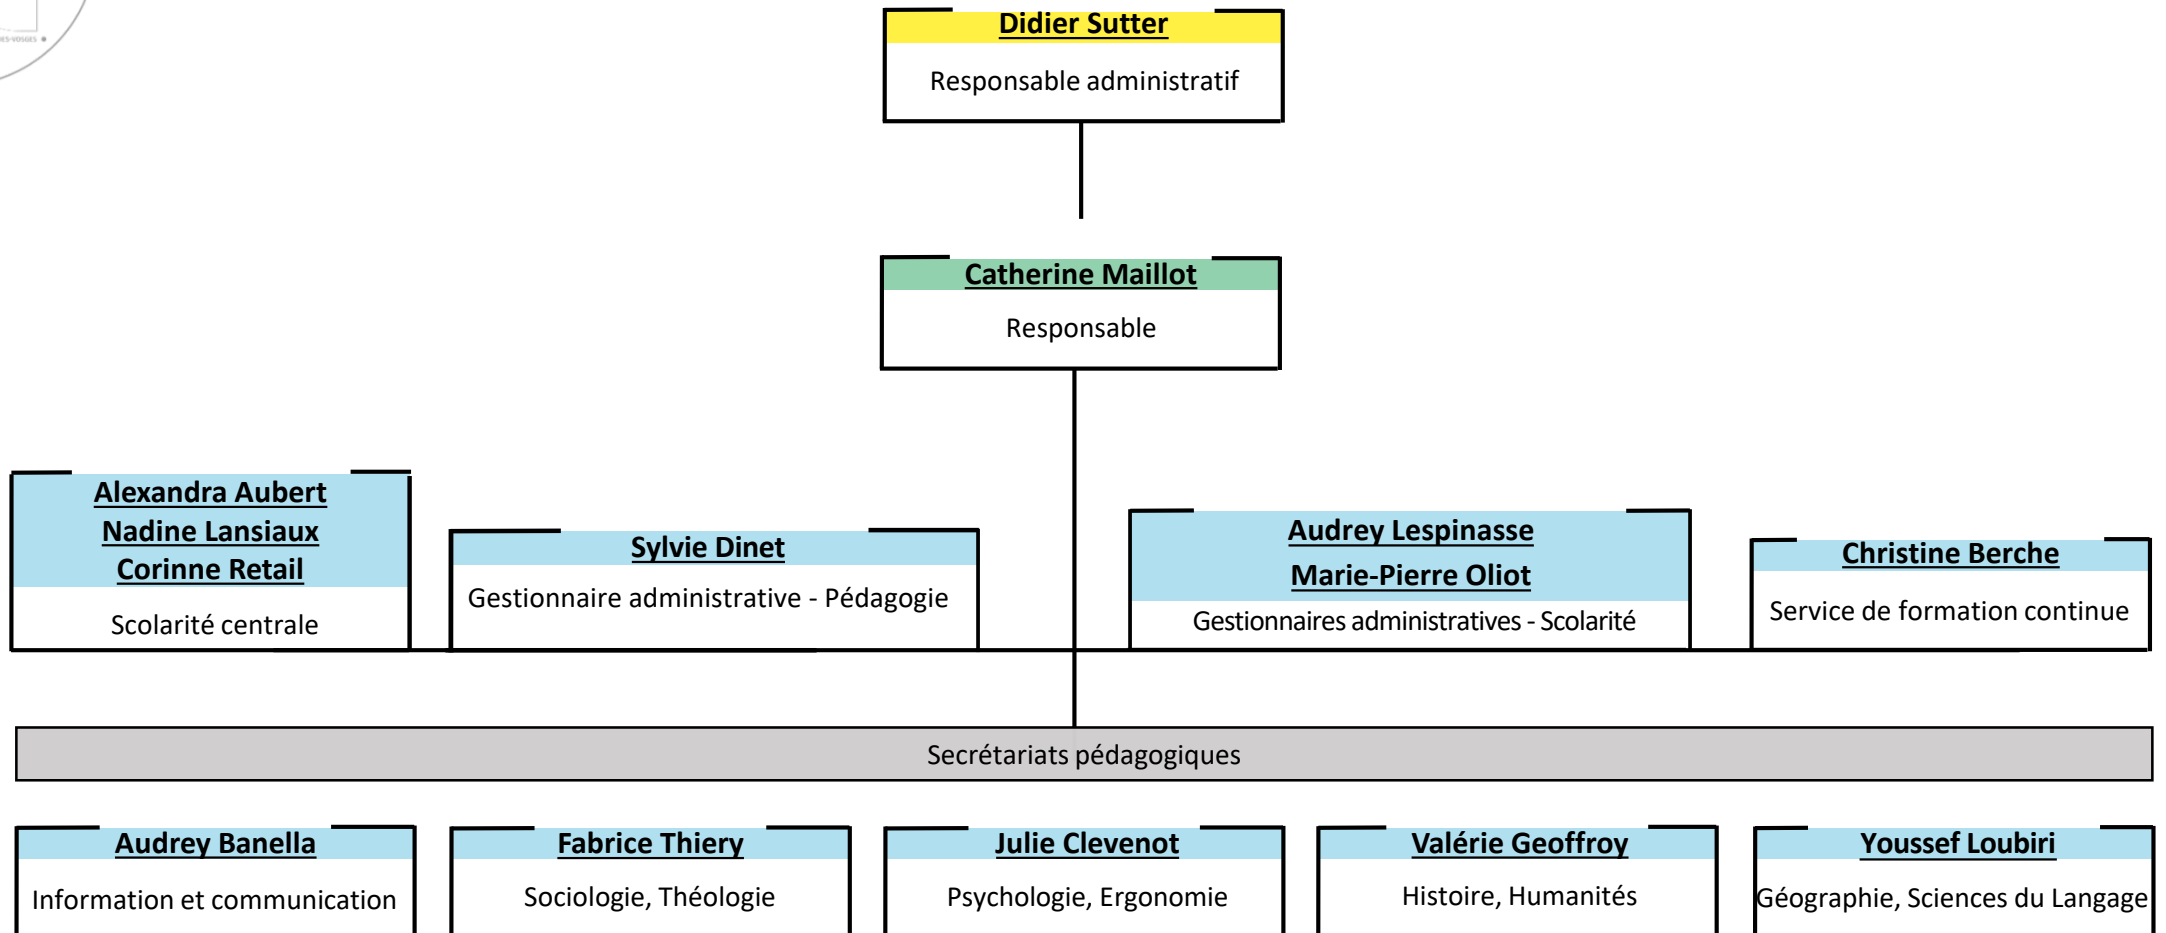 Didier Sutter
Responsable administratif
Catherine Maillot
Responsable
Alexandra Aubert
Nadine Lansiaux
Corinne Retail
Scolarité centrale
Sylvie Dinet
Gestionnaire administrative - Pédagogie
Audrey Lespinasse
Marie-Pierre Oliot
Gestionnaires administratives - Scolarité
Christine Berche
Service de formation continue
Secrétariats pédagogiques
Audrey Banella
Information et communication
Fabrice Thiery
Sociologie, Théologie
Julie Clevenot
Psychologie, Ergonomie
Valérie Geoffroy
Histoire, Humanités
Youssef Loubiri
Géographie, Sciences du Langage